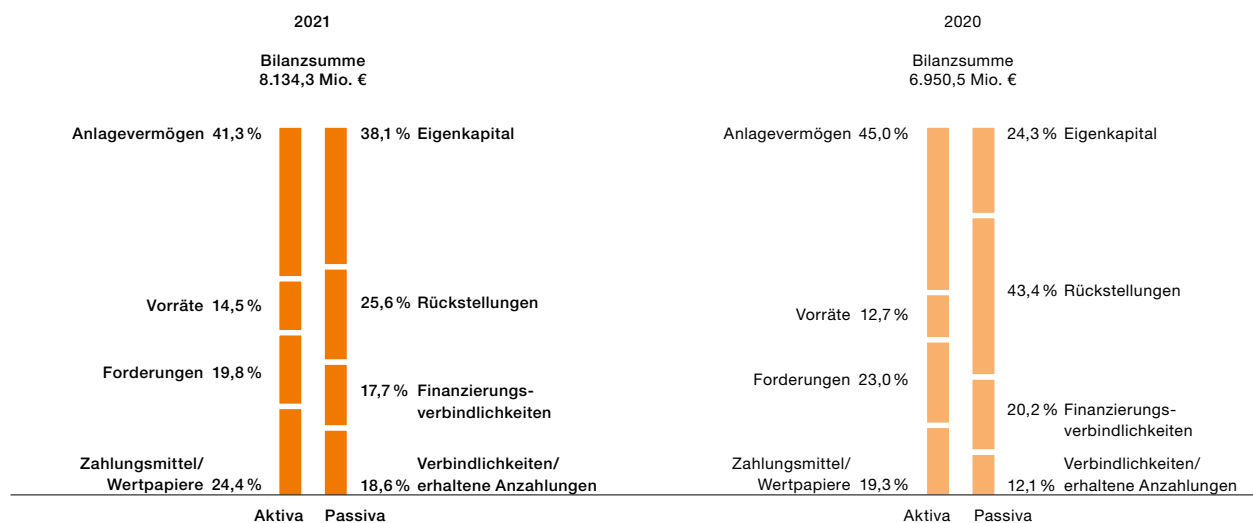 2021
Bilanzsumme
8.134,3 Mio. €
Anlagevermögen 41,3 %
38,1 % Eigenkapital
Vorräte 14,5 %
25,6 % Rückstellungen
Forderungen 19,8 %
17,7 % Finanzierungs-
verbindlichkeiten
Zahlungsmittel/
Wertpapiere 24,4 %
Verbindlichkeiten/
18,6 % erhaltene Anzahlungen
Aktiva Passiva
2020
Bilanzsumme
6.950,5 Mio. €
Anlagevermögen 45,0 %
24,3 % Eigenkapital
43,4 % Rückstellungen
Vorräte 12,7 %
Forderungen 23,0 %
20,2 % Finanzierungs-
verbindlichkeiten
Zahlungsmittel/
Wertpapiere 19,3 %
Verbindlichkeiten/
12,1 % erhaltene Anzahlungen
Aktiva Passiva